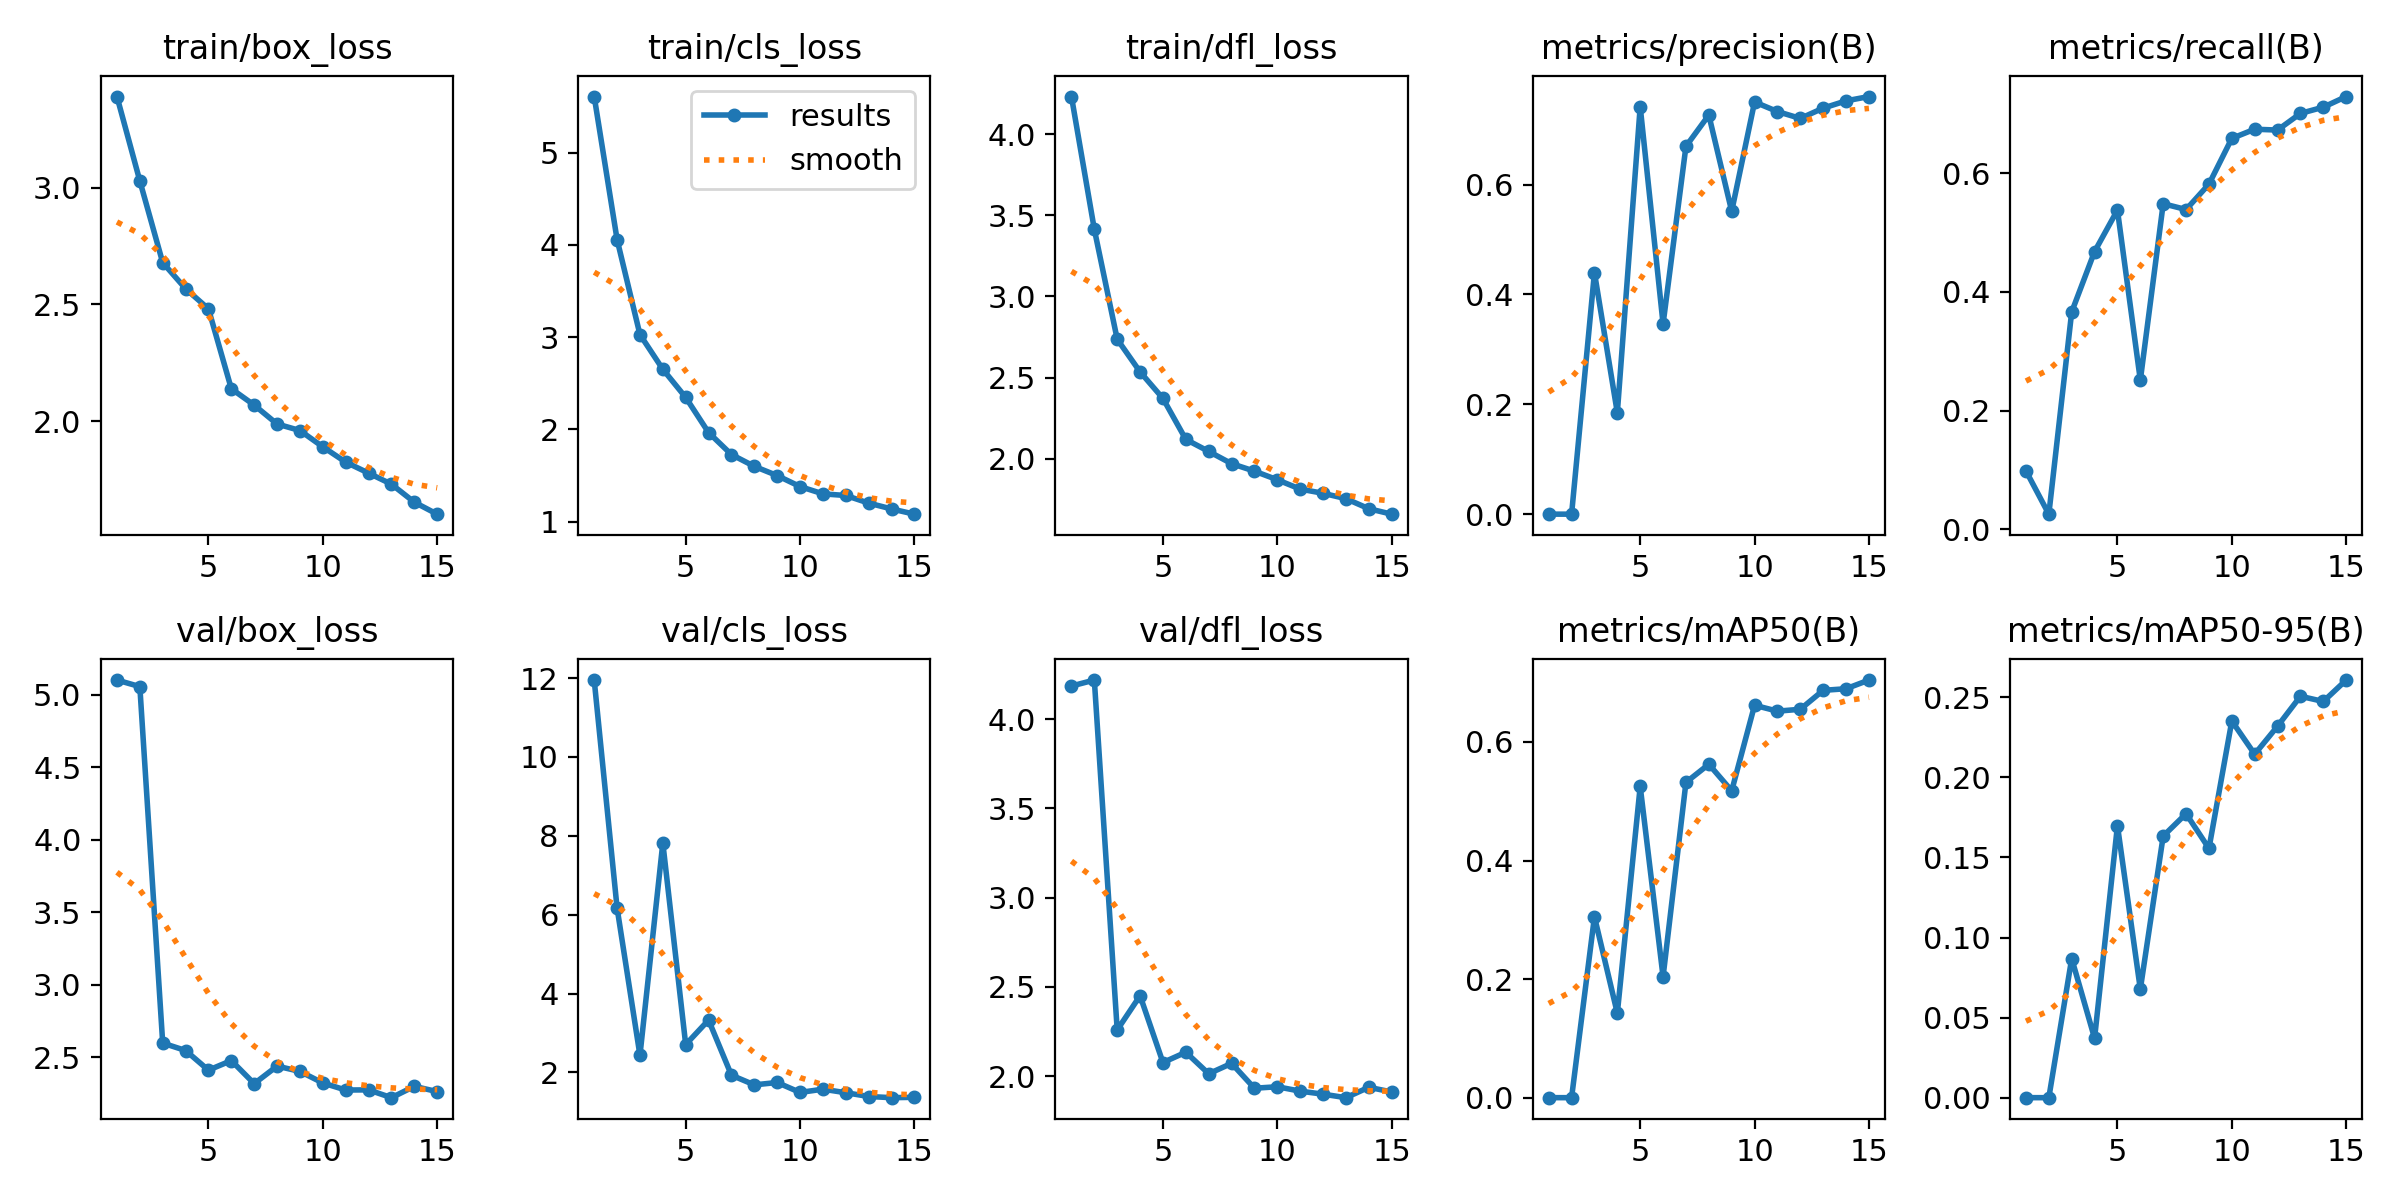 train/box_loss
3.0
2.5
2.0
5 10 15
train/cls_loss
results
smooth
5
4
3
2
1
5 10 15
train/dfl_loss
4.0
3.5
3.0
2.5
2.0
5 10 15
metrics/precision(B)
0.6
0.4
0.2
0.0
5 10 15
metrics/recall(B)
0.6
0.4
0.2
0.0
5 10 15
val/box_loss
5.0
4.5
4.0
3.5
3.0
2.5
5 10 15
val/cls_loss
12
10
8
6
4
2
5 10 15
val/dfl_loss
4.0
3.5
3.0
2.5
2.0
5 10 15
metrics/mAP50(B)
0.6
0.4
0.2
0.0
5 10 15
metrics/mAP50-95(B)
0.25
0.20
0.15
0.10
0.05
0.00
5 10 15